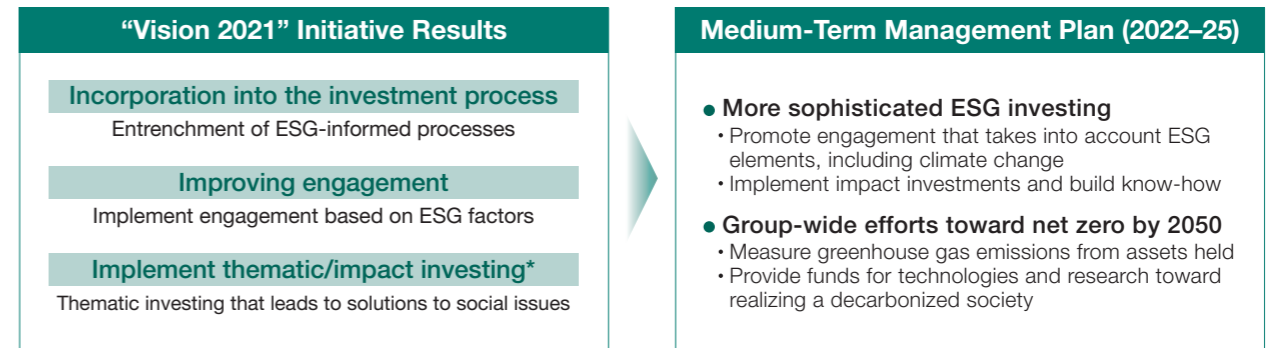 “Vision 2021” Initiative Results
Incorporation into the investment process
Entrenchment of ESG-informed processes
Improving engagement
Implement engagement based on ESG factors
Implement thematic/impact investing*
Thematic investing that leads to solutions to social issues
Medium-Term Management Plan (2022–25)
● More sophisticated ESG investing
・Promote engagement that takes into account ESG
elements, including climate change
・Implement impact investments and build know-how
● Group-wide efforts toward net zero by 2050
・Measure greenhouse gas emissions from assets held
・Provide funds for technologies and research toward
realizing a decarbonized society